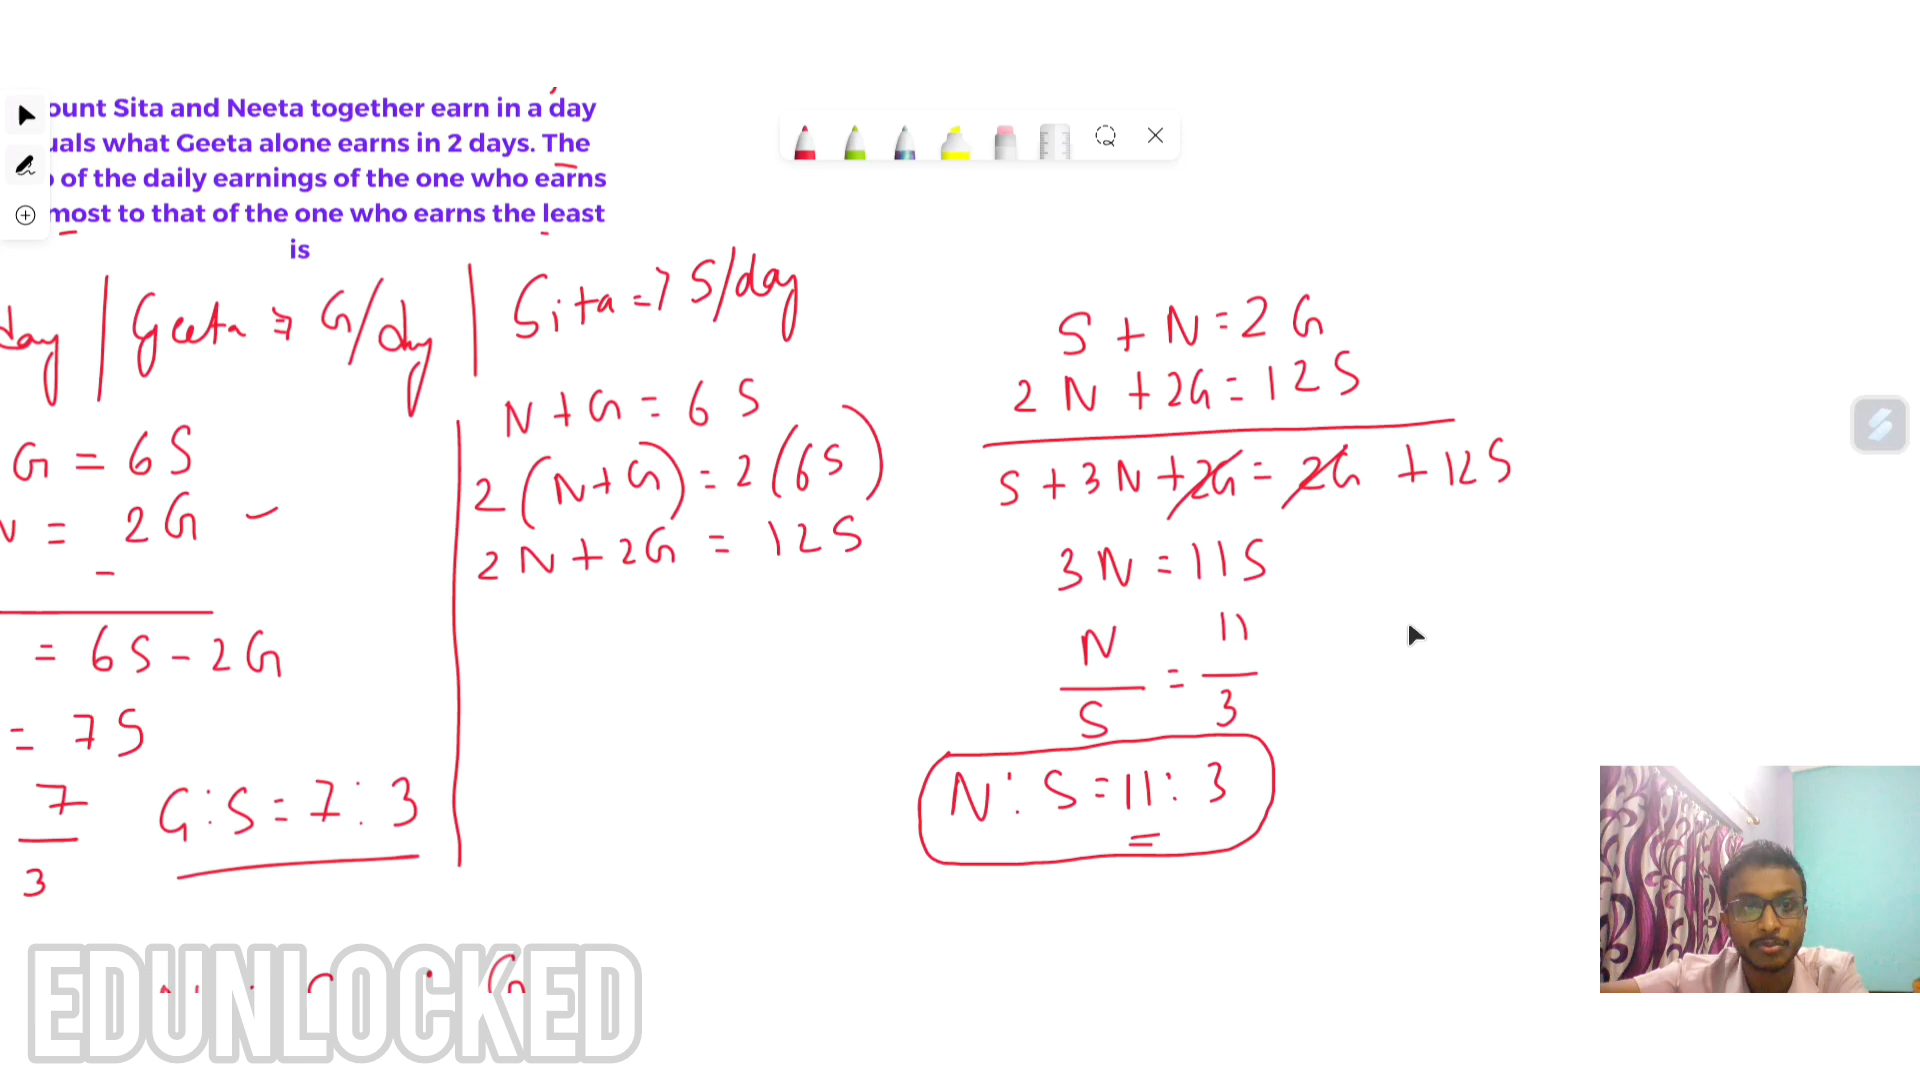 ount Sita and Neeta together earn in a day
uals what Geeta alone earns in 2 days. The
of the daily earnings of the one who earns
most to that of the one who earns the least
is
day | Geeta => G/day | Sita => S/day
G = 6S
N = 2G -
-
= 6S - 2G
= 7S
7
3
G : S = 7 : 3
N + G = 6S
2(N+G) = 2(6S)
2N + 2G = 12S
S + N = 2G
2N + 2G = 12S
S + 3N + 2G = 2G + 12S
3N = 11S
N/S = 11/3
N : S = 11 : 3
EDUNLOCKED